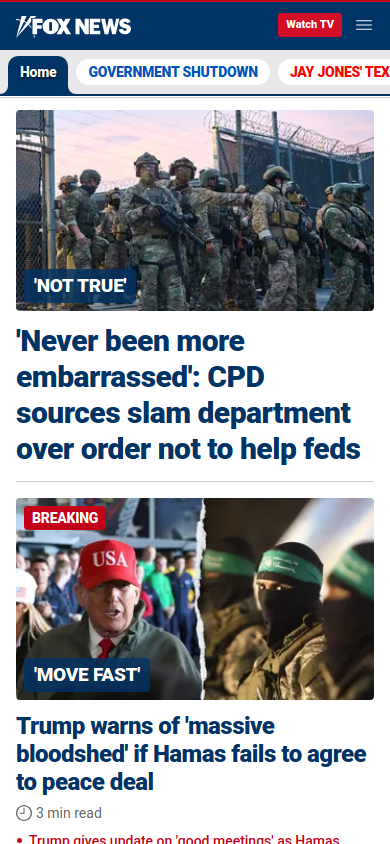 FOX NEWS
Watch TV
Home
GOVERNMENT SHUTDOWN
JAY JONES' TEX
'NOT TRUE'
'Never been more
embarrassed': CPD
sources slam department
over order not to help feds
BREAKING
USA
'MOVE FAST'
Trump warns of 'massive
bloodshed' if Hamas fails to agree
to peace deal
3 min read
Trump gives update on 'good meetings' as Hamas